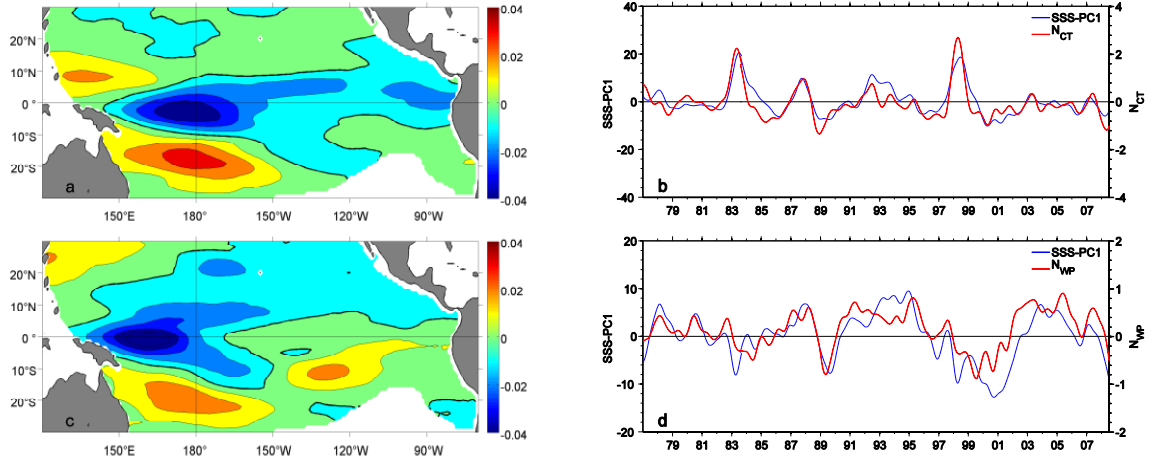 20°N
10°N
0°
10°S
20°S
a
150°E
180°
150°W
120°W
90°W
0.04
0.02
0
-0.02
-0.04
SSS-PC1
N_CT
40
20
0
-20
-40
SSS-PC1
4
2
0
2
4
N_CT
b
79 81 83 85 87 89 91 93 95 97 99 01 03 05 07
20°N
10°N
0°
10°S
20°S
c
150°E
180°
150°W
120°W
90°W
0.04
0.02
0
-0.02
-0.04
SSS-PC1
N_WP
20
10
0
-10
-20
SSS-PC1
2
1
0
1
2
N_WP
d
79 81 83 85 87 89 91 93 95 97 99 01 03 05 07